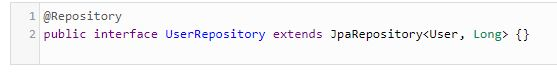 1 @Repository
2 public interface UserRepository extends JpaRepository<User, Long> {}